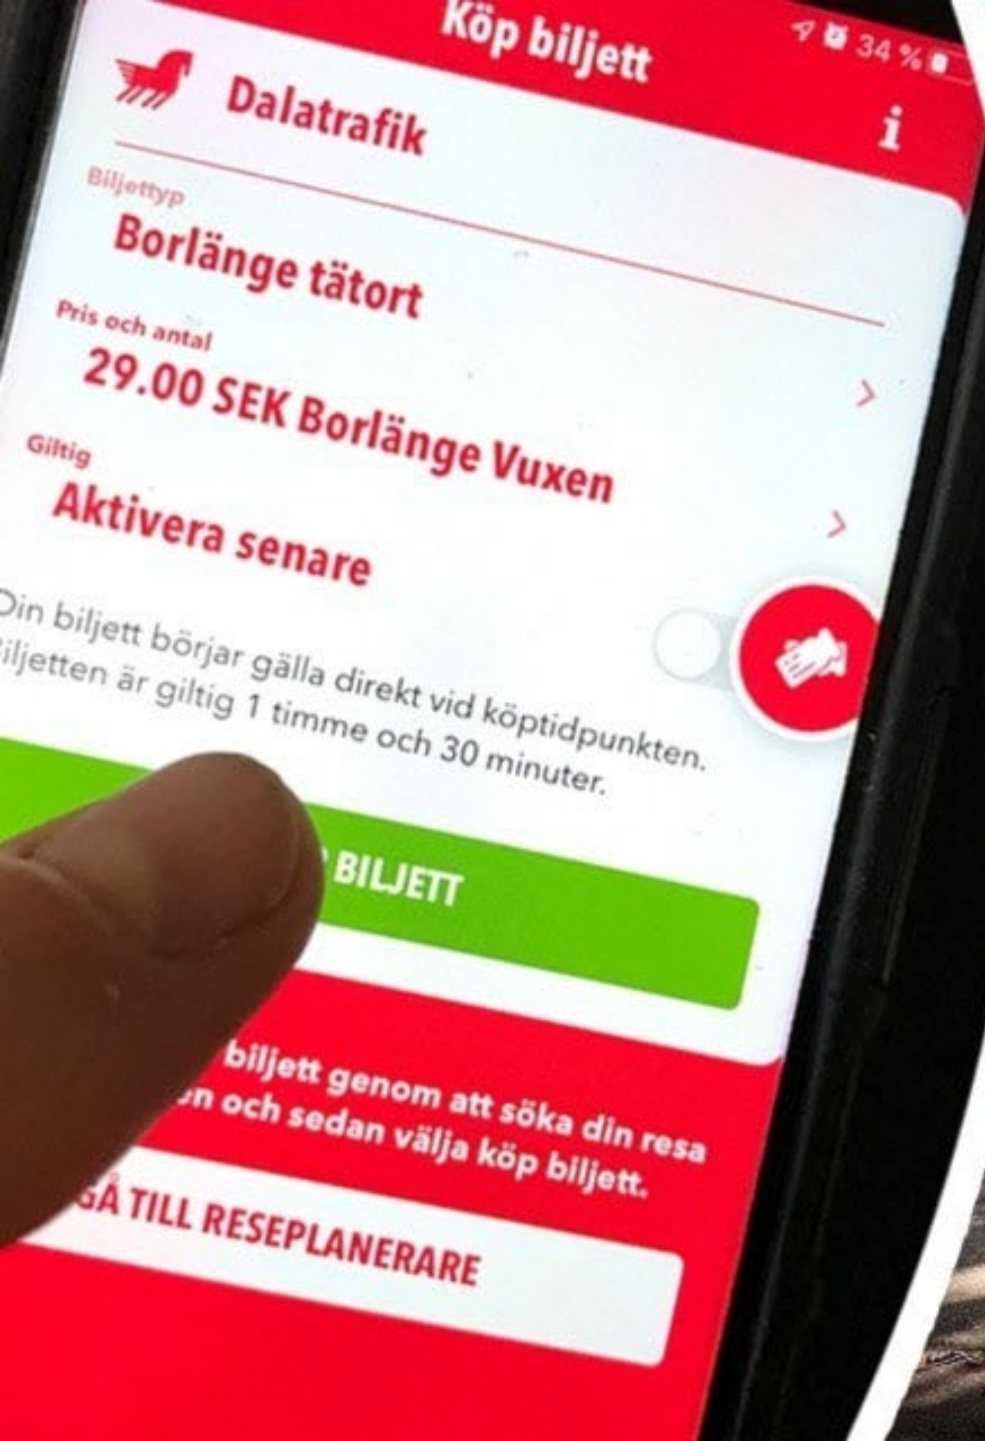 Köp biljett
34 %
i
Dalatrafik
Biljettyp
Borlänge tätort
Pris och antal
29.00 SEK Borlänge Vuxen
Giltig
Aktivera senare
Din biljett börjar gälla direkt vid köptidpunkten.
iljetten är giltig 1 timme och 30 minuter.
BILJETT
biljett genom att söka din resa
en och sedan välja köp biljett.
GÅ TILL RESEPLANERARE